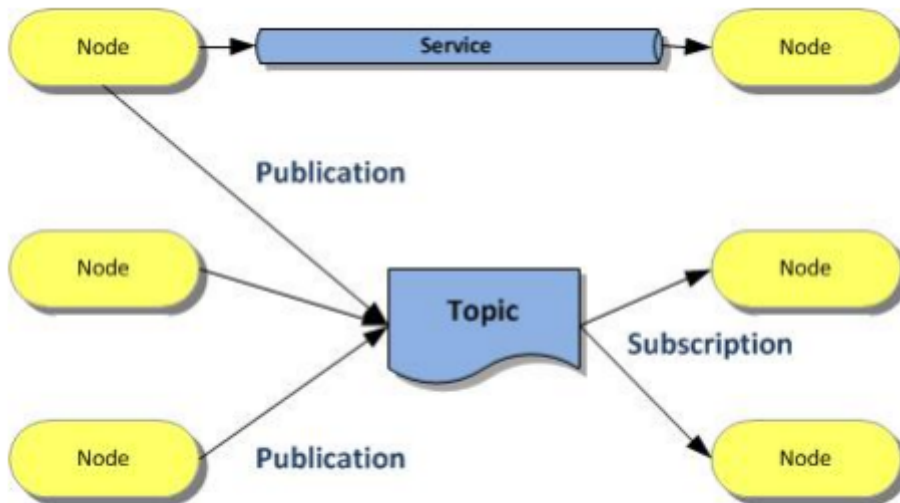 Node
Service
Node
Publication
Node
Topic
Node
Subscription
Node
Publication
Node